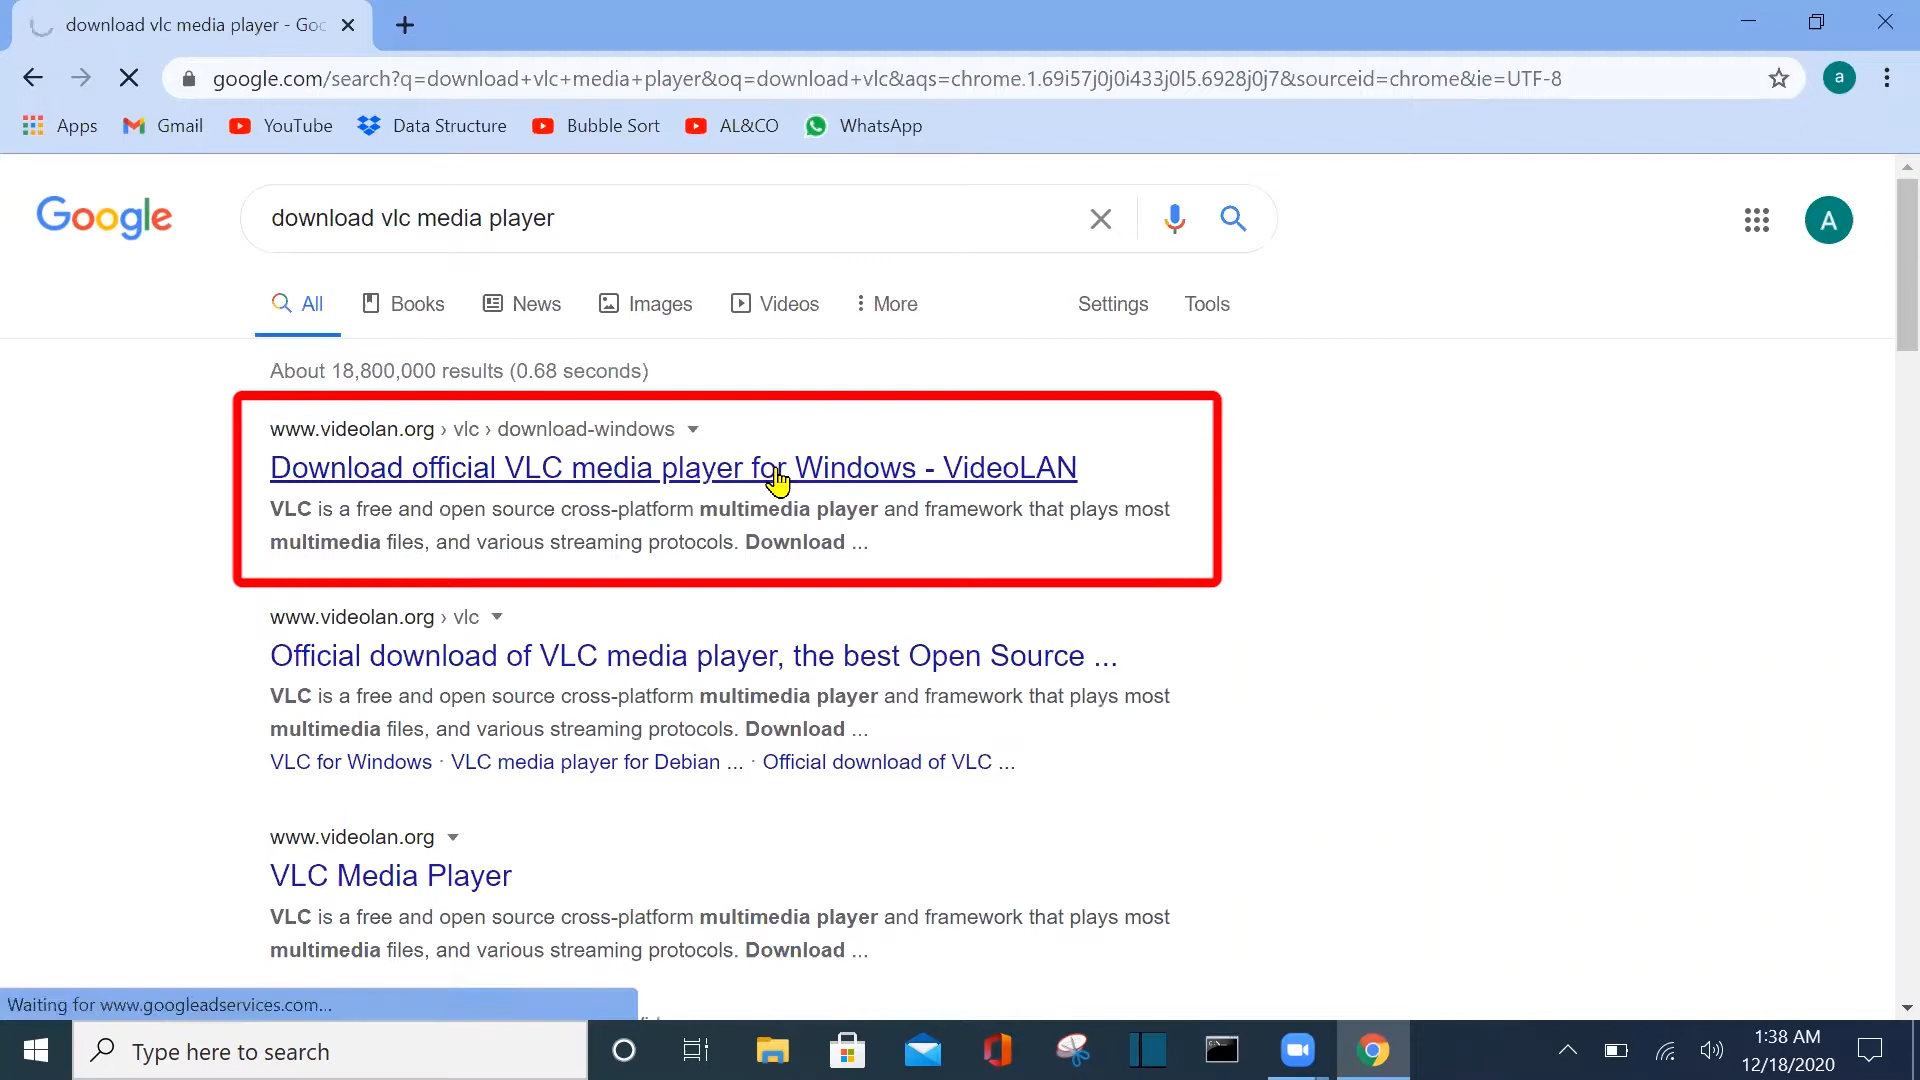 download vlc media player - Goo
google.com/search?q=download+vlc+media+player&oq=download+vlc&aqs=chrome.1.69i57j0j0i433j0l5.6928j0j7&sourceid=chrome&ie=UTF-8
a
Apps Gmail YouTube Data Structure Bubble Sort AL&CO WhatsApp
Google
download vlc media player
A
All Books News Images Videos More Settings Tools
About 18,800,000 results (0.68 seconds)
www.videolan.org › vlc › download-windows
Download official VLC media player for Windows - VideoLAN
VLC is a free and open source cross-platform multimedia player and framework that plays most
multimedia files, and various streaming protocols. Download ...
www.videolan.org › vlc
Official download of VLC media player, the best Open Source ...
VLC is a free and open source cross-platform multimedia player and framework that plays most
multimedia files, and various streaming protocols. Download ...
VLC for Windows · VLC media player for Debian ... · Official download of VLC ...
www.videolan.org
VLC Media Player
VLC is a free and open source cross-platform multimedia player and framework that plays most
multimedia files, and various streaming protocols. Download ...
Waiting for www.googleadservices.com...
Type here to search
1:38 AM
12/18/2020